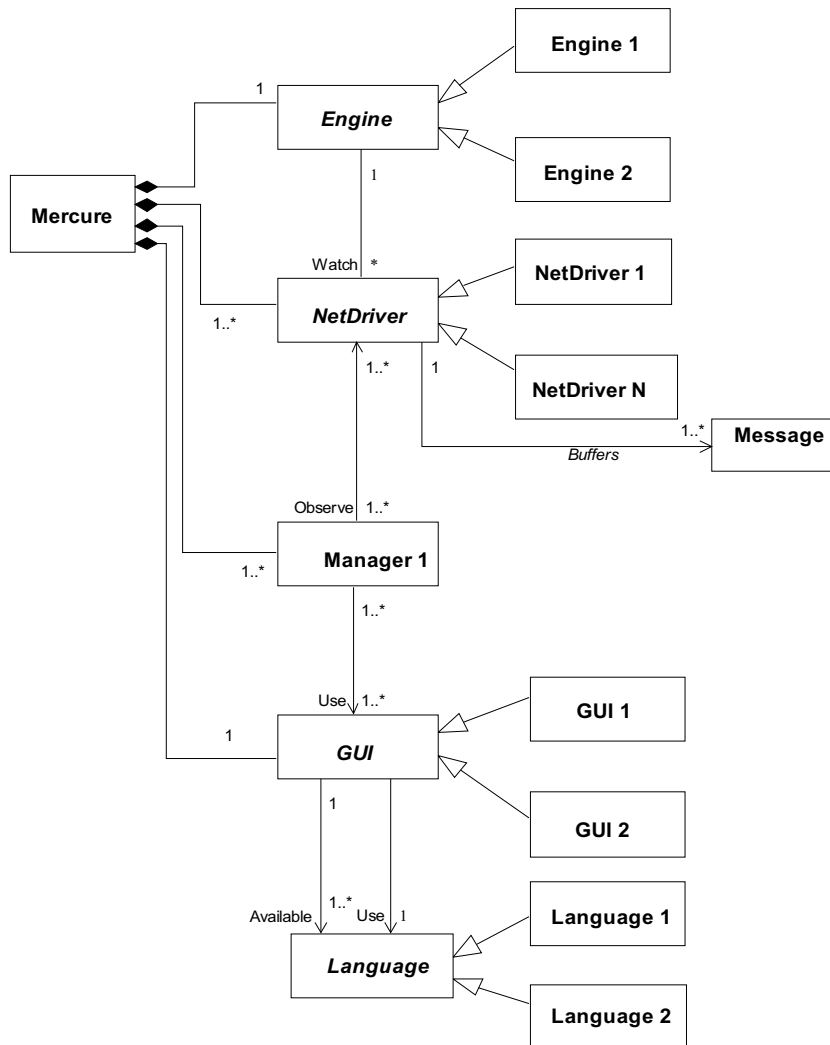 Engine 1
1
Engine
Engine 2
1
Mercure
Watch *
NetDriver 1
1..*
NetDriver
1..*
1
NetDriver N
1..*
Message
Buffers
Observe
1..*
1..*
Manager 1
1..*
Use
1..*
GUI 1
1
GUI
1
GUI 2
Available
1..*
Use
1
Language 1
Language
Language 2